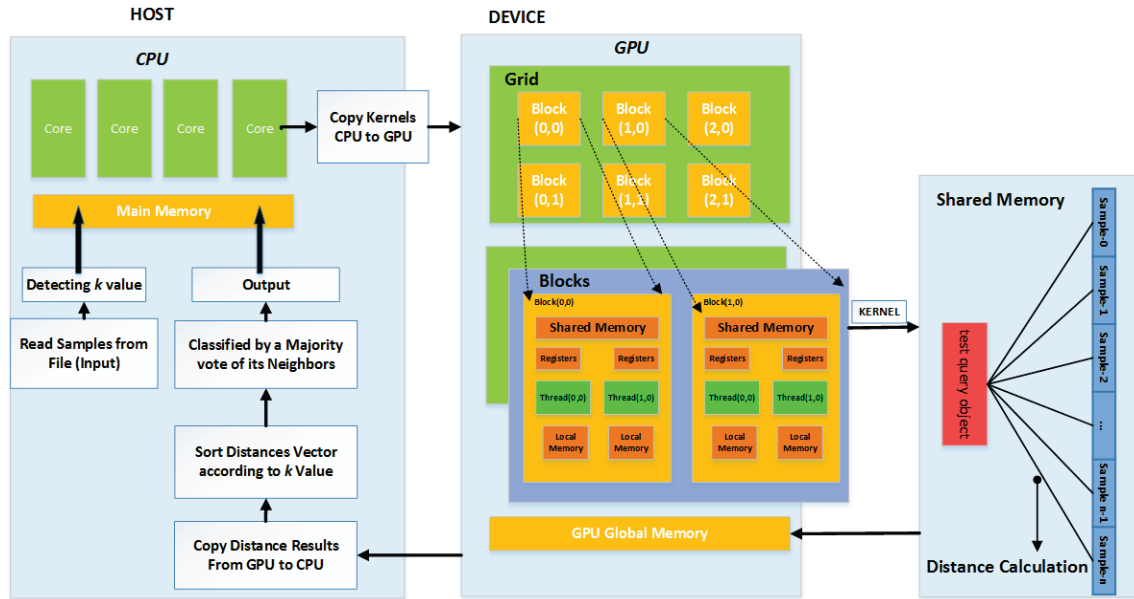 HOST
DEVICE
CPU
Core
Core
Core
Core
Main Memory
Copy Kernels
CPU to GPU
Detecting k value
Output
Read Samples from
File (Input)
Classified by a Majority
vote of its Neighbors
Sort Distances Vector
according to k Value
Copy Distance Results
From GPU to CPU
GPU
Grid
Block
(0,0)
Block
(1,0)
Block
(2,0)
Block
(0,1)
Block
(1,1)
Block
(2,1)
Blocks
Block(0,0)
Shared Memory
Registers
Registers
Thread(0,0)
Thread(1,0)
Local
Memory
Local
Memory
Block(1,0)
Shared Memory
Registers
Registers
Thread(0,0)
Thread(1,0)
Local
Memory
Local
Memory
GPU Global Memory
KERNEL
Shared Memory
test query object
Sample-0
Sample-1
Sample-2
...
Sample n-1
Sample-n
Distance Calculation